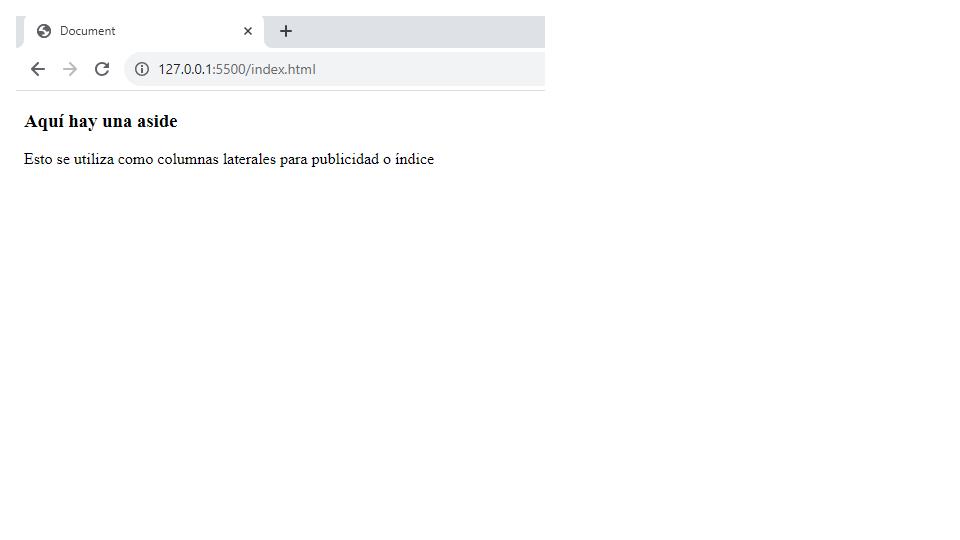 Document
127.0.0.1:5500/index.html
Aquí hay una aside
Esto se utiliza como columnas laterales para publicidad o índice